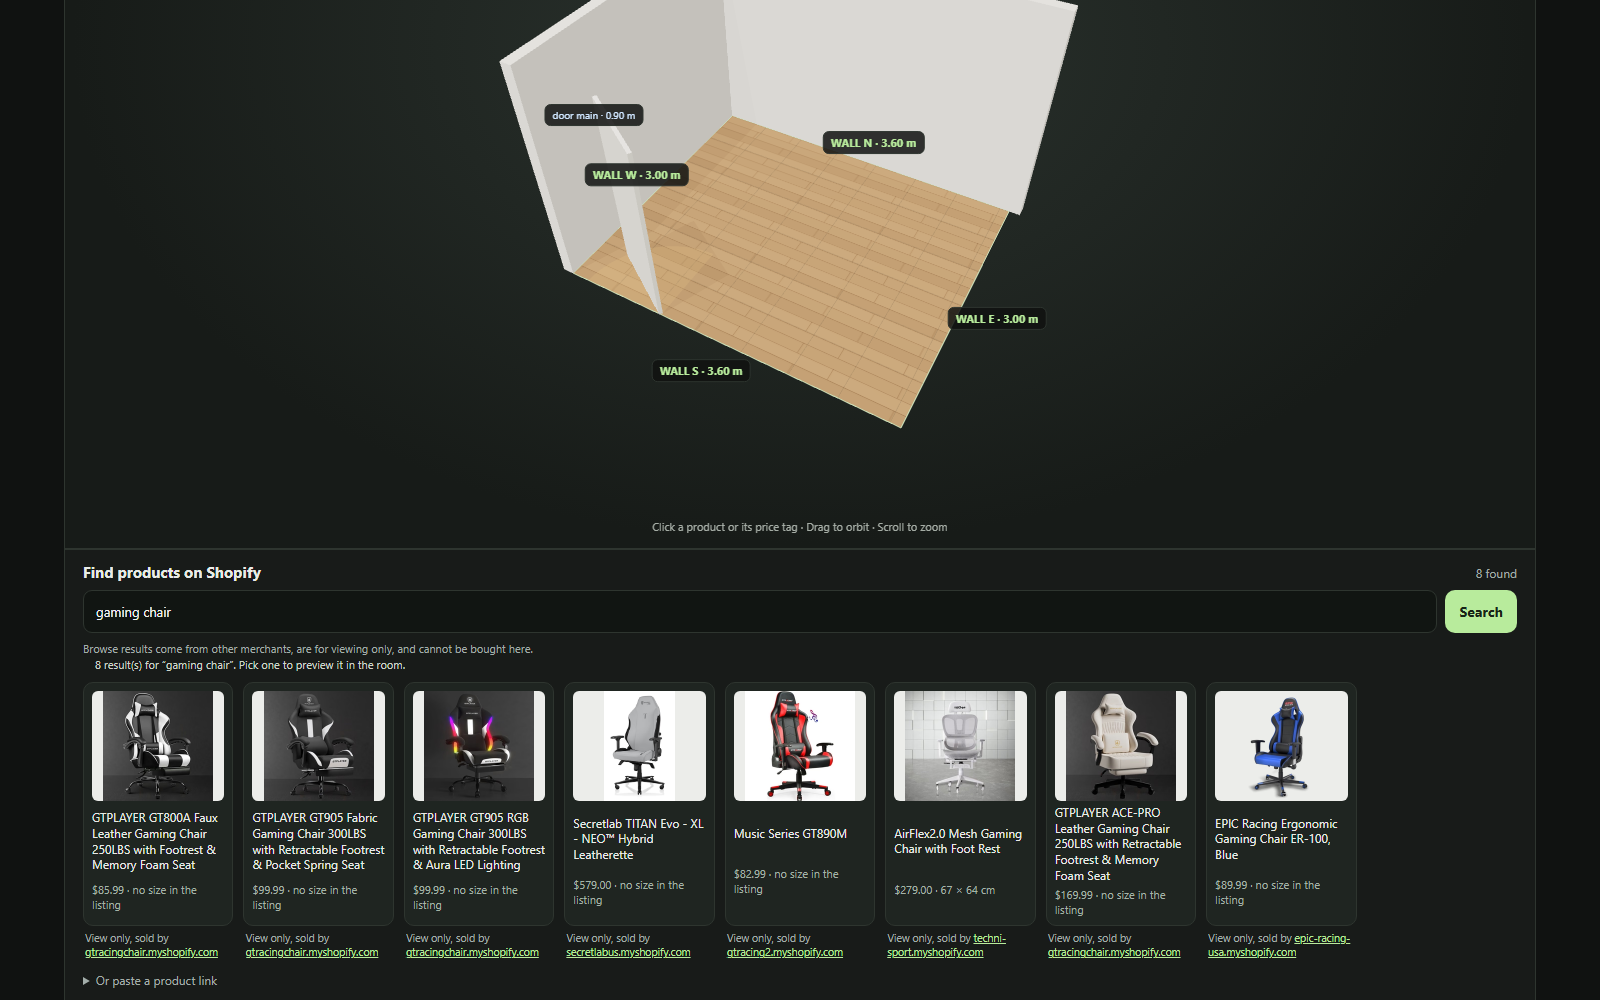 door main · 0.90 m
WALL N · 3.60 m
WALL W · 3.00 m
WALL E · 3.00 m
WALL S · 3.60 m
Click a product or its price tag · Drag to orbit · Scroll to zoom
Find products on Shopify
8 found
gaming chair
Search
Browse results come from other merchants, are for viewing only, and cannot be bought here.
8 result(s) for “gaming chair”. Pick one to preview it in the room.
GTPLAYER GT800A Faux
Leather Gaming Chair
250LBS with Footrest &
Memory Foam Seat
$85.99 · no size in the
listing
View only, sold by
gtracingchair.myshopify.com
GTPLAYER GT905 Fabric
Gaming Chair 300LBS
with Retractable Footrest
& Pocket Spring Seat
$99.99 · no size in the
listing
View only, sold by
gtracingchair.myshopify.com
GTPLAYER GT905 RGB
Gaming Chair 300LBS
with Retractable Footrest
& Aura LED Lighting
$99.99 · no size in the
listing
View only, sold by
gtracingchair.myshopify.com
Secretlab TITAN Evo - XL
- NEO™ Hybrid
Leatherette
$579.00 · no size in the
listing
View only, sold by
secretlabus.myshopify.com
Music Series GT890M
$82.99 · no size in the
listing
View only, sold by
gtracing2.myshopify.com
AirFlex2.0 Mesh Gaming
Chair with Foot Rest
$279.00 · 67 × 64 cm
View only, sold by techni-
sport.myshopify.com
GTPLAYER ACE-PRO
Leather Gaming Chair
250LBS with Retractable
Footrest & Memory
Foam Seat
$169.99 · no size in the
listing
View only, sold by
gtracingchair.myshopify.com
EPIC Racing Ergonomic
Gaming Chair ER-100,
Blue
$89.99 · no size in the
listing
View only, sold by epic-racing-
usa.myshopify.com
Or paste a product link